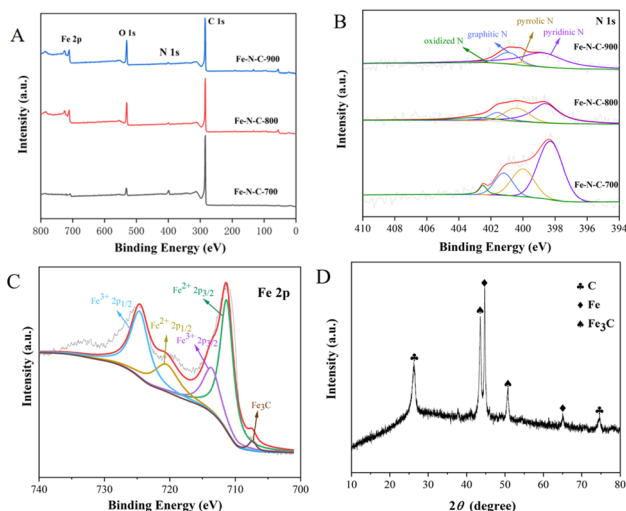 A
Fe 2p
O 1s
N 1s
C 1s
Fe-N-C-900
Fe-N-C-800
Fe-N-C-700
Intensity (a.u.)
800 700 600 500 400 300 200 100 0
Binding Energy (eV)
B
N 1s
oxidized N
graphitic N
pyrrolic N
pyridinic N
Fe-N-C-900
Fe-N-C-800
Fe-N-C-700
Intensity (a.u.)
410 408 406 404 402 400 398 396 394
Binding Energy (eV)
C
Fe 2p
Fe³⁺ 2p₁/₂
Fe²⁺ 2p₁/₂
Fe³⁺ 2p₃/₂
Fe²⁺ 2p₃/₂
Fe₃C
Intensity (a.u.)
740 730 720 710 700
Binding Energy (eV)
D
♣ C
♦ Fe
♠ Fe₃C
Intensity (a.u.)
10 20 30 40 50 60 70 80
2θ (degree)